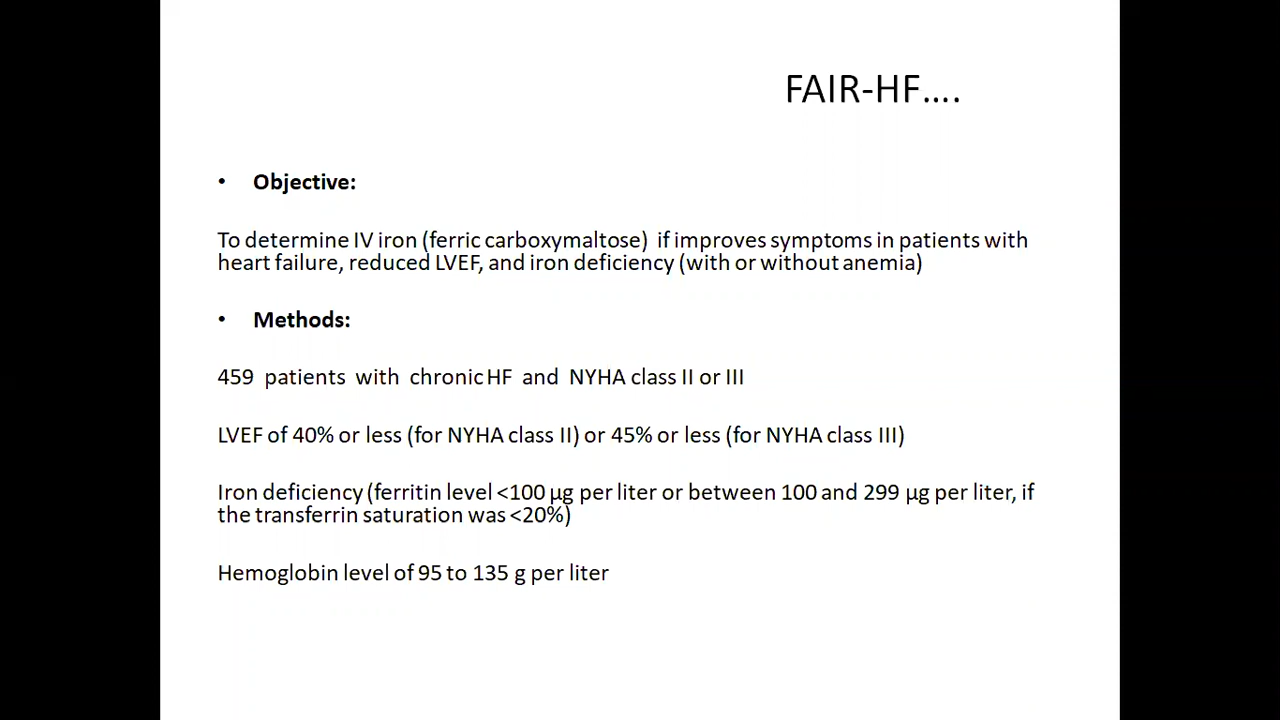 FAIR-HF....
• Objective:
To determine IV iron (ferric carboxymaltose) if improves symptoms in patients with
heart failure, reduced LVEF, and iron deficiency (with or without anemia)
• Methods:
459 patients with chronic HF and NYHA class II or III
LVEF of 40% or less (for NYHA class II) or 45% or less (for NYHA class III)
Iron deficiency (ferritin level <100 µg per liter or between 100 and 299 µg per liter, if
the transferrin saturation was <20%)
Hemoglobin level of 95 to 135 g per liter